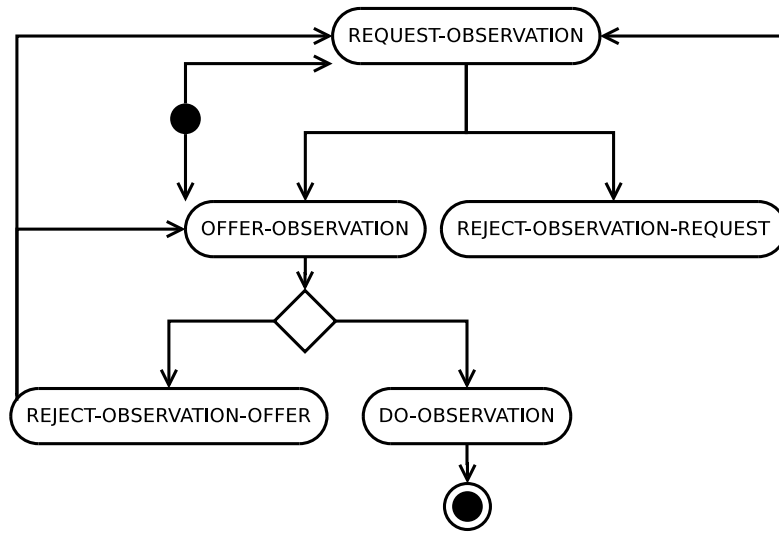 REQUEST-OBSERVATION
OFFER-OBSERVATION
REJECT-OBSERVATION-REQUEST
REJECT-OBSERVATION-OFFER
DO-OBSERVATION